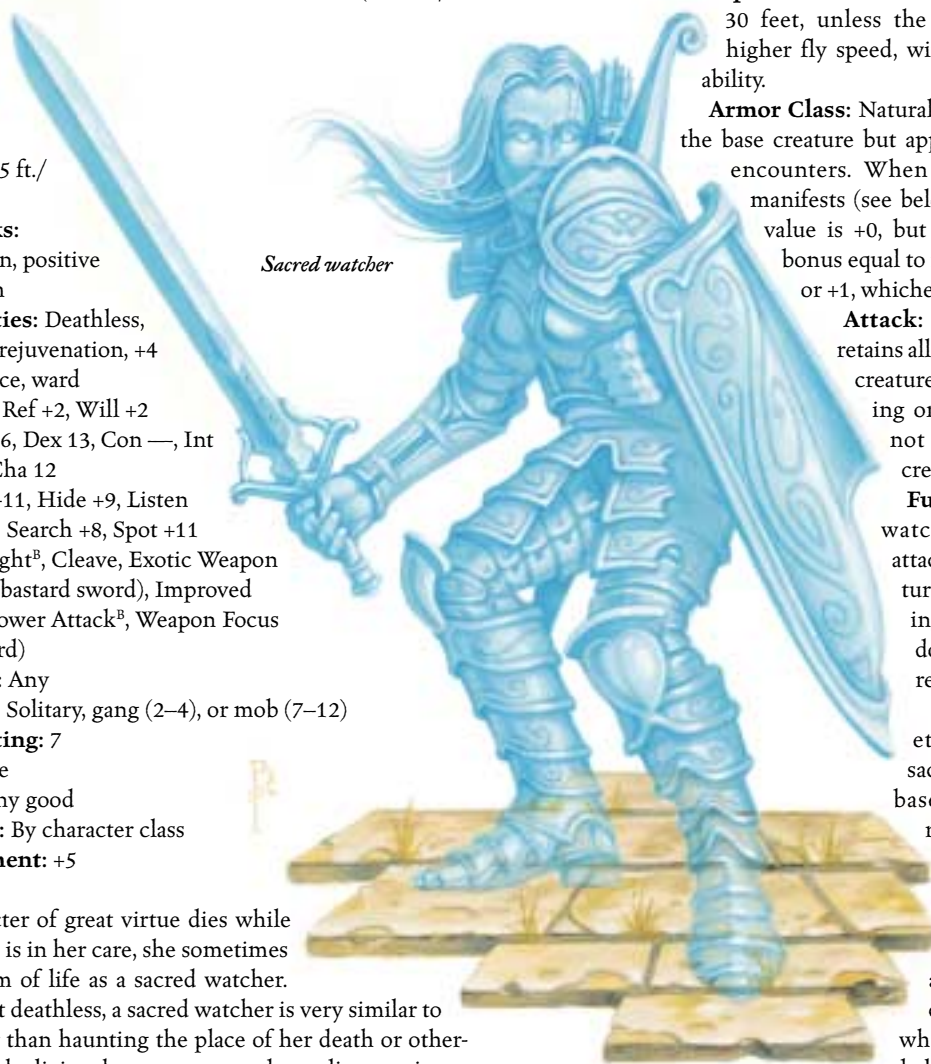 5 ft./
ks:
n, positive
n
ties: Deathless,
rejuvenation, +4
ce, ward
Ref +2, Will +2
6, Dex 13, Con —, Int
Cha 12
-11, Hide +9, Listen
Search +8, Spot +11
ghtᴮ, Cleave, Exotic Weapon
bastard sword), Improved
ower Attackᴮ, Weapon Focus
rd)
: Any
Solitary, gang (2–4), or mob (7–12)
ting: 7
e
ny good
: By character class
nent: +5
cter of great virtue dies while
is in her care, she sometimes
m of life as a sacred watcher.
t deathless, a sacred watcher is very similar to
than haunting the place of her death or other-
Sacred watcher
30 feet, unless the
higher fly speed, wi
ability.
Armor Class: Natural
the base creature but app
encounters. When
manifests (see bel
value is +0, but
bonus equal to
or +1, whiche
Attack:
retains all
creature
ing or
not
cre
Fu
watc
attac
tur
in
de
re
et
sac
base
wh